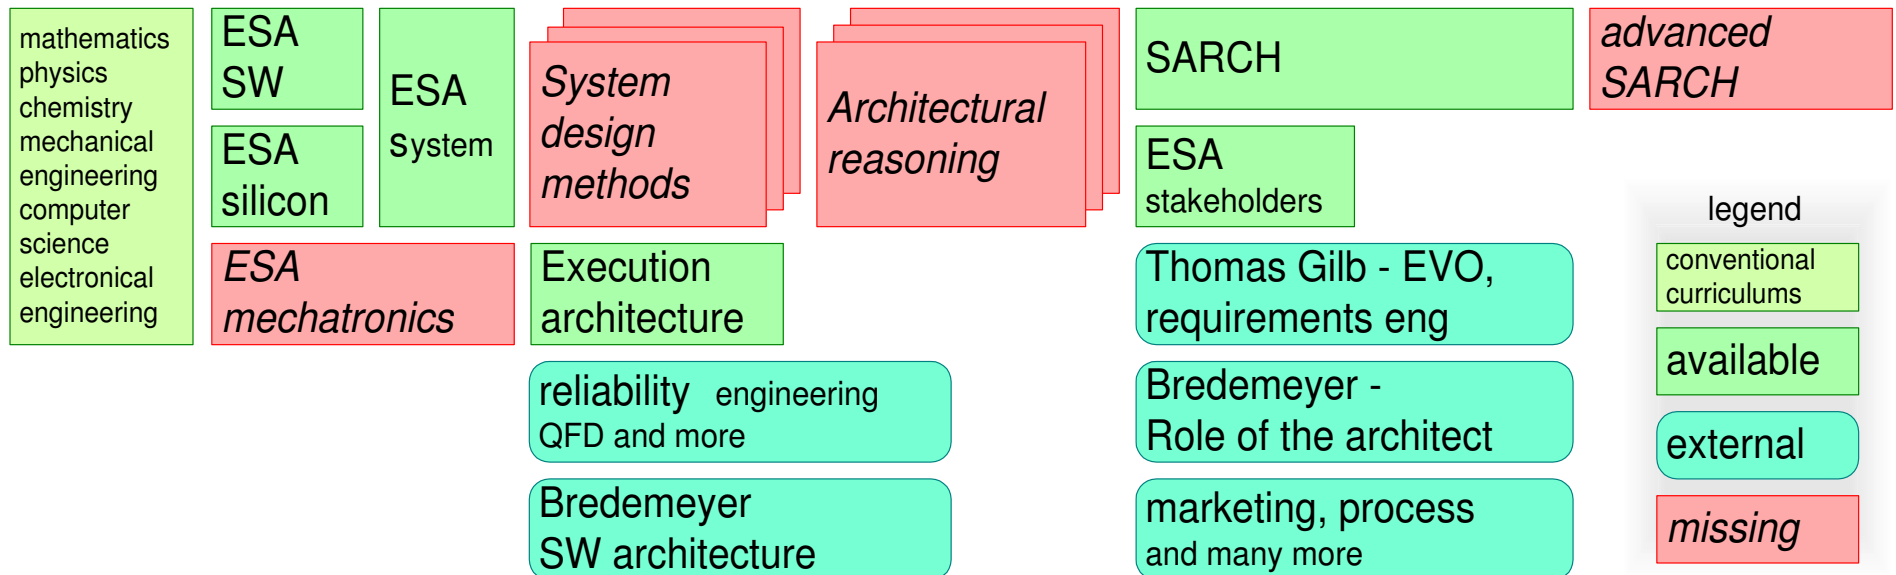 mathematics
physics
chemistry
mechanical
engineering
computer
science
electronical
engineering
ESA
SW
ESA
silicon
ESA
system
ESA
mechatronics
System
design
methods
Execution
architecture
reliability engineering
QFD and more
Bredemeyer
SW architecture
Architectural
reasoning
SARCH
ESA
stakeholders
Thomas Gilb - EVO,
requirements eng
Bredemeyer -
Role of the architect
marketing, process
and many more
advanced
SARCH
legend
conventional
curriculums
available
external
missing